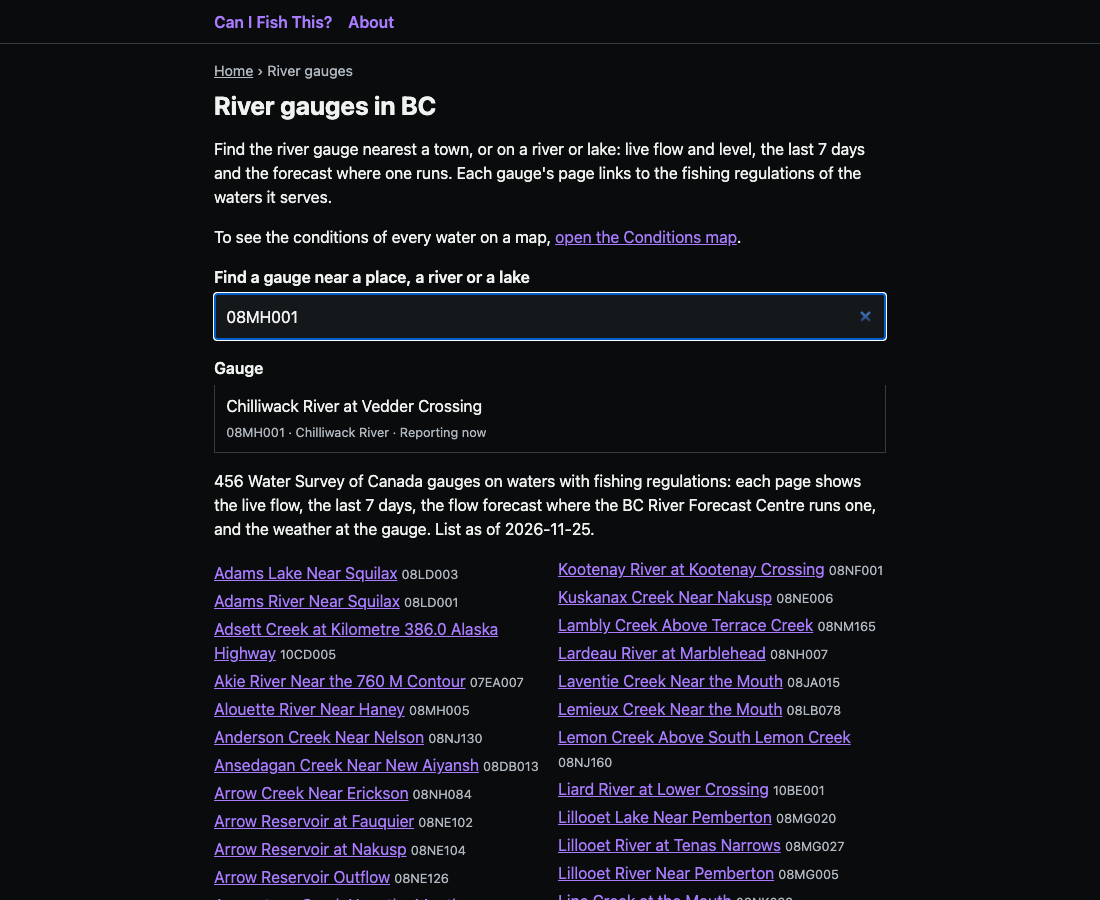 Can I Fish This? About
Home › River gauges
River gauges in BC
Find the river gauge nearest a town, or on a river or lake: live flow and level, the last 7 days
and the forecast where one runs. Each gauge's page links to the fishing regulations of the
waters it serves.
To see the conditions of every water on a map, open the Conditions map.
Find a gauge near a place, a river or a lake
08MH001
Gauge
Chilliwack River at Vedder Crossing
08MH001 · Chilliwack River · Reporting now
456 Water Survey of Canada gauges on waters with fishing regulations: each page shows
the live flow, the last 7 days, the flow forecast where the BC River Forecast Centre runs one,
and the weather at the gauge. List as of 2026-11-25.
Adams Lake Near Squilax 08LD003
Adams River Near Squilax 08LD001
Adsett Creek at Kilometre 386.0 Alaska
Highway 10CD005
Akie River Near the 760 M Contour 07EA007
Alouette River Near Haney 08MH005
Anderson Creek Near Nelson 08NJ130
Ansedagan Creek Near New Aiyansh 08DB013
Arrow Creek Near Erickson 08NH084
Arrow Reservoir at Fauquier 08NE102
Arrow Reservoir at Nakusp 08NE104
Arrow Reservoir Outflow 08NE126
Kootenay River at Kootenay Crossing 08NF001
Kuskanax Creek Near Nakusp 08NE006
Lambly Creek Above Terrace Creek 08NM165
Lardeau River at Marblehead 08NH007
Laventie Creek Near the Mouth 08JA015
Lemieux Creek Near the Mouth 08LB078
Lemon Creek Above South Lemon Creek
08NJ160
Liard River at Lower Crossing 10BE001
Lillooet Lake Near Pemberton 08MG020
Lillooet River at Tenas Narrows 08MG027
Lillooet River Near Pemberton 08MG005